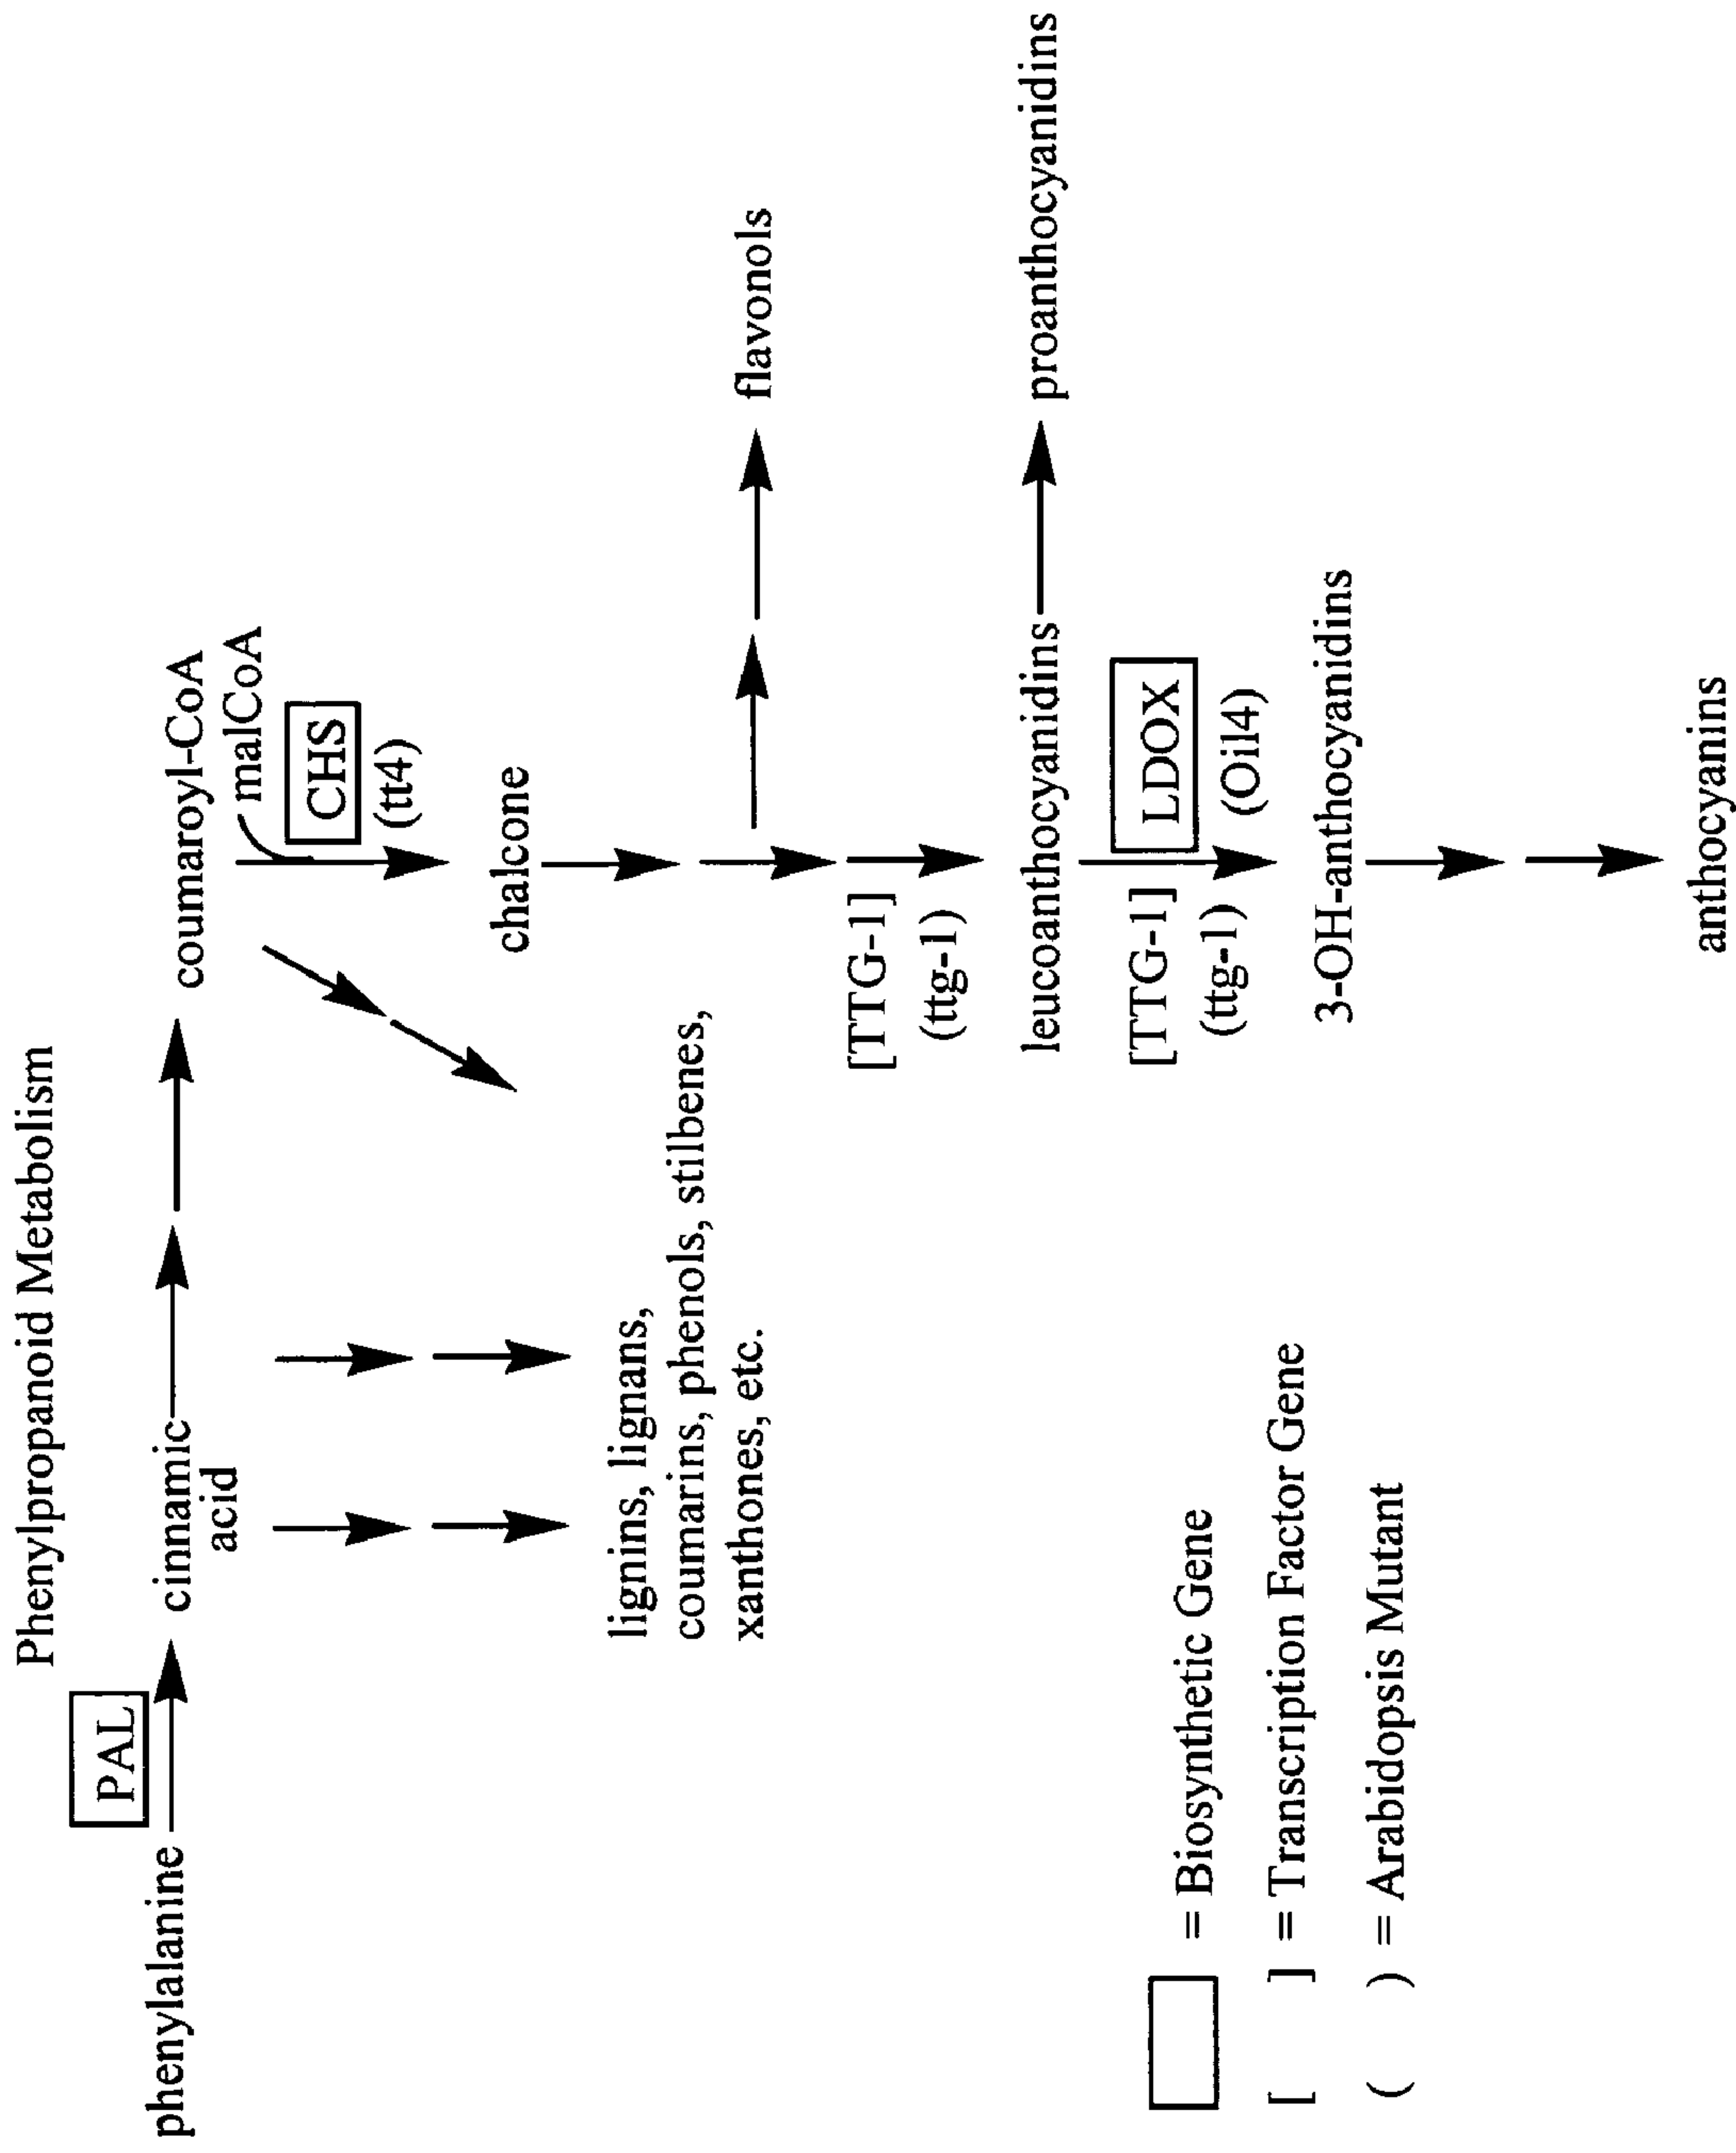 Phenylpropanoid Metabolism
PAL
phenylalanine
cinnamic
acid
coumaroyl-CoA
malCoA
CHS
(tt4)
lignins, lignans,
coumarins, phenols, stilbenes,
xanthones, etc.
chalcone
flavonols
[TTG-1]
(ttg-1)
leucoanthocyanidins
proanthocyanidins
[TTG-1]
(ttg-1)
LDOX
(Oil4)
3-OH-anthocyanidins
anthocyanins
= Biosynthetic Gene
[ ] = Transcription Factor Gene
( ) = Arabidopsis Mutant